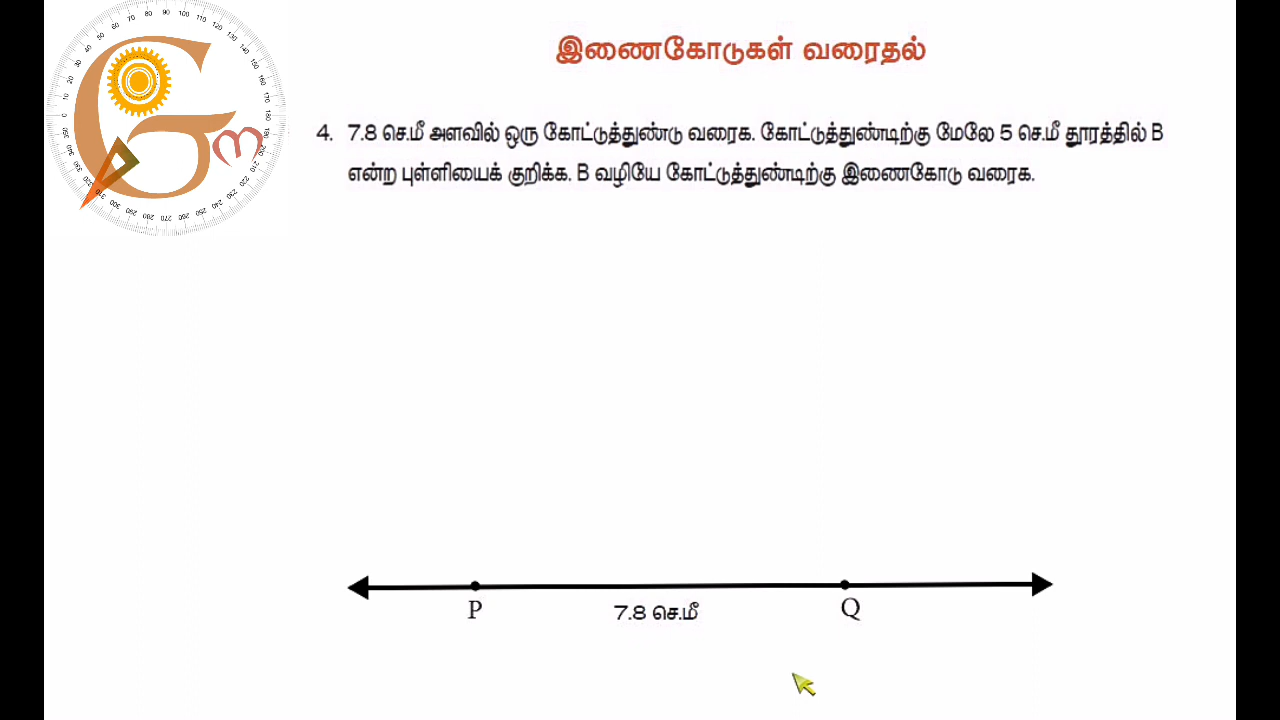 இணைகோடுகள் வரைதல்
4. 7.8 செ.மீ அளவில் ஒரு கோட்டுத்துண்டு வரைக. கோட்டுத்துண்டிற்கு மேலே 5 செ.மீ தூரத்தில் B
என்ற புள்ளியைக் குறிக்க. B வழியே கோட்டுத்துண்டிற்கு இணைகோடு வரைக.
P Q
7.8 செ.மீ